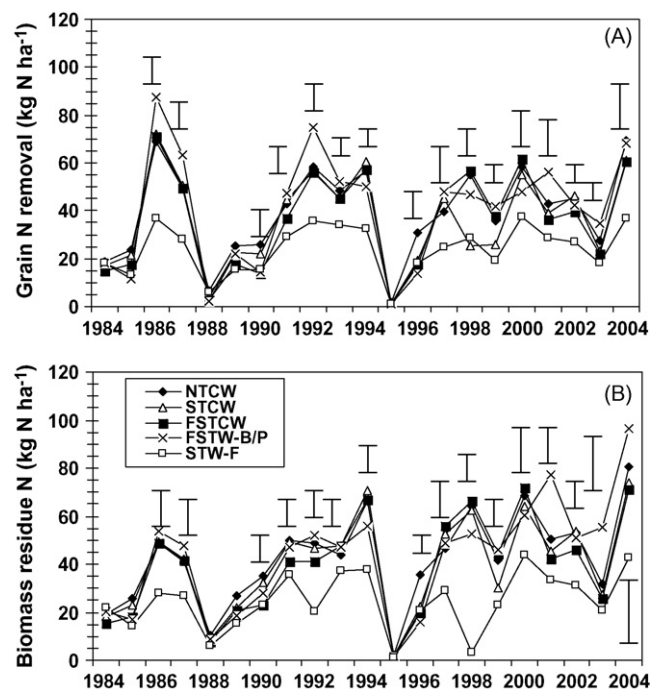 (A)
Grain N removal (kg N ha⁻¹)
120
100
80
60
40
20
0
1984 1986 1988 1990 1992 1994 1996 1998 2000 2002 2004
(B)
Biomass residue N (kg N ha⁻¹)
120
100
80
60
40
20
0
NTCW
STCW
FSTCW
FSTW-B/P
STW-F
1984 1986 1988 1990 1992 1994 1996 1998 2000 2002 2004